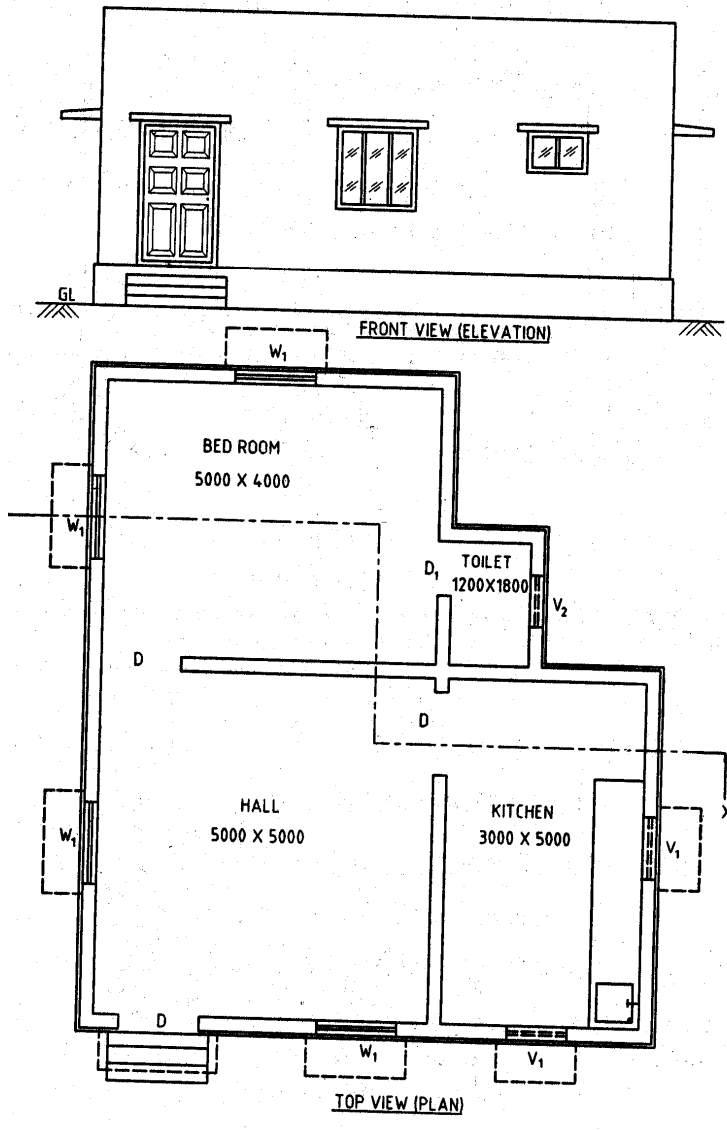 GL
FRONT VIEW (ELEVATION)
W₁
BED ROOM
5000 X 4000
W₁
D₁
TOILET
1200X1800
V₂
D
D
HALL
5000 X 5000
KITCHEN
3000 X 5000
W₁
V₁
D
W₁
V₁
TOP VIEW (PLAN)